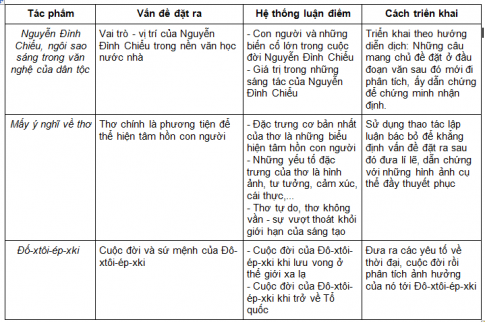 Tác phẩm
Vấn đề đặt ra
Hệ thống luận điểm
Cách triển khai
Nguyễn Đình
Chiểu, ngôi sao
sáng trong văn
nghệ của dân tộc
Vai trò - vị trí của Nguyễn
Đình Chiểu trong nền văn học
nước nhà
- Con người và những
biến cố lớn trong cuộc
đời Nguyễn Đình Chiểu
- Giá trị trong những
sáng tác của Nguyễn
Đình Chiểu
Triển khai theo hướng
diễn dịch: Những câu
mang chủ đề đặt ở đầu
đoạn văn sau đó mới đi
phân tích, ấy dẫn chứng
để chứng minh nhận
định.
Mấy ý nghĩ về thơ
Thơ chính là phương tiện để
thể hiện tâm hồn con người
- Đặc trưng cơ bản nhất
của thơ là những biểu
hiện tâm hồn con người
- Những yếu tố đặc
trưng của thơ là hình
ảnh, tư tưởng, cảm xúc,
cái thực,...
- Thơ tự do, thơ không
vần - sự vượt thoát khỏi
giới hạn của sáng tạo
Sử dụng thao tác lập
luận bác bỏ để khẳng
định vấn đề đặt ra sau
đó đưa lí lẽ, dẫn chứng
với những hình ảnh cụ
thể đầy thuyết phục
Đô-xtôi-ép-xki
Cuộc đời và sứ mệnh của Đô-
xtôi-ép-xki
- Cuộc đời của Đô-xtôi-
ép-xki khi lưu vong ở
thế giới xa lạ
- Cuộc đời của Đô-xtôi-
ép-xki khi trở về Tổ
quốc
Đưa ra các yếu tố về
thời đại, cuộc đời rồi
phân tích ảnh hưởng
của nó tới Đô-xtôi-ép-
xki